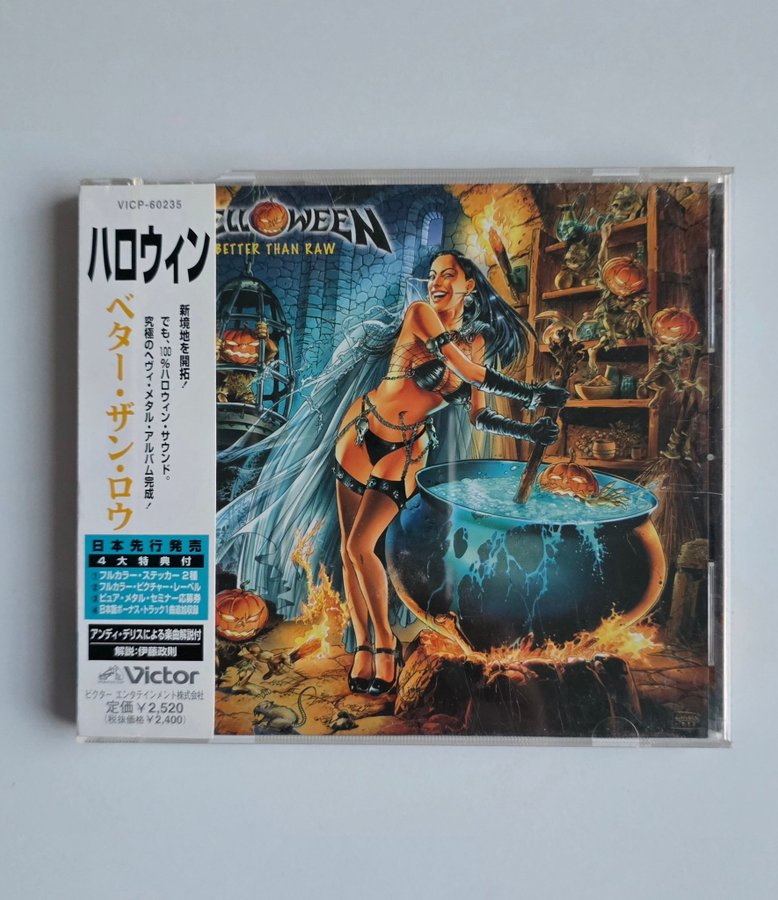 VICP-60235
ハロウィン
ベター・ザン・ロウ
新境地を開拓！
でも、100％ハロウィン・サウンド。
究極のヘヴィ・メタル・アルバム完成！
日本先行発売
4大特典付
①フルカラー・ステッカー2種
②フルカラー・ピクチャー・レーベル
③ピュア・メタル・セミナー応募券
④日本盤ボーナス・トラック1曲追加収録
アンディ・デリスによる楽曲解説付
解説:伊藤政則
Victor
ビクター エンタテインメント株式会社
定価￥2,520
(税抜価格￥2,400)
ELLOWEEN
BETTER THAN RAW